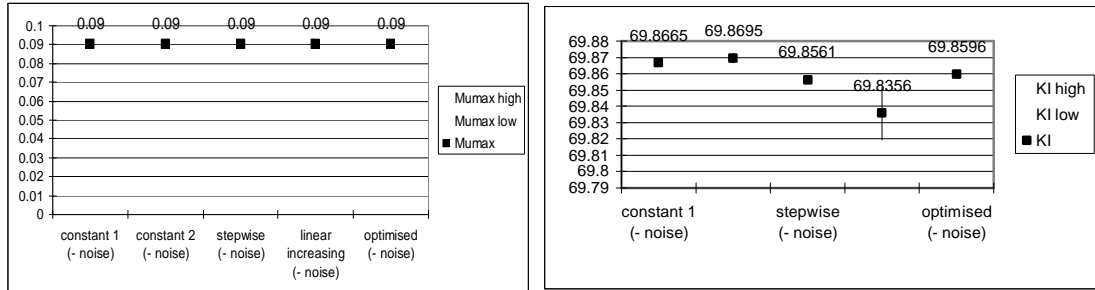 0.09 0.09 0.09 0.09 0.09
0.1
0.09
0.08
0.07
0.06
0.05
0.04
0.03
0.02
0.01
0
constant 1 (- noise)
constant 2 (- noise)
stepwise (- noise)
linear increasing (- noise)
optimised (- noise)
Mumax high
Mumax low
Mumax
69.8665 69.8695 69.8561 69.8356 69.8596
69.88
69.87
69.86
69.85
69.84
69.83
69.82
69.81
69.8
69.79
constant 1 (- noise)
stepwise (- noise)
optimised (- noise)
KI high
KI low
KI